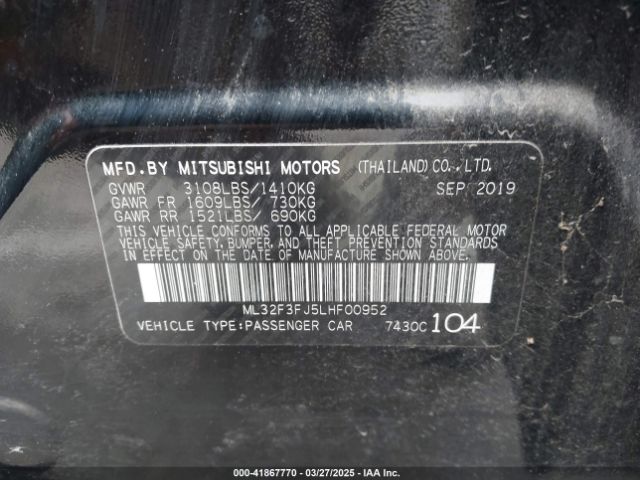 MFD.BY MITSUBISHI MOTORS (THAILAND) CO., LTD.
GVWR 3108LBS/1410KG SEP 2019
GAWR FR 1609LBS/ 730KG
GAWR RR 1521LBS/ 690KG
THIS VEHICLE CONFORMS TO ALL APPLICABLE FEDERAL MOTOR
VEHICLE SAFETY, BUMPER, AND THEFT PREVENTION STANDARDS
IN EFFECT ON THE DATE OF MANUFACTURE SHOWN ABOVE.
ML32F3FJ5LHF00952
VEHICLE TYPE:PASSENGER CAR 7430C 104
000-41867770 — 03/27/2025 — IAA Inc.